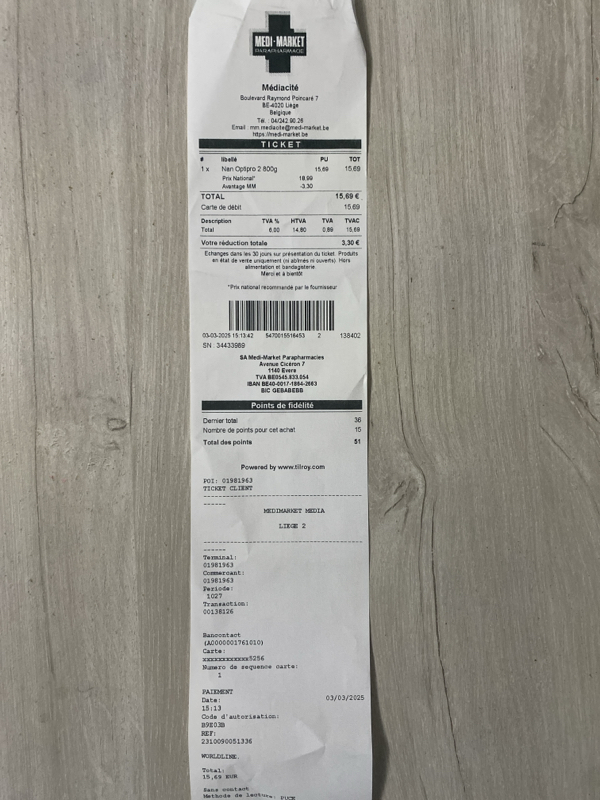 MEDI-MARKET
PARAPHARMACIE
Médiacité
Boulevard Raymond Poincaré 7
BE-4020 Liège
Belgique
Tél. : 04/242.90.26
Email : mm.mediacite@medi-market.be
https://medi-market.be
TICKET
# libellé PU TOT
1 x Nan Optipro 2 800g 15,69 15,69
Prix National* 18.99
Avantage MM -3.30
TOTAL 15,69 €
Carte de débit 15,69
Description TVA % HTVA TVA TVAC
Total 6,00 14,80 0,89 15,69
Votre réduction totale 3,30 €
Echanges dans les 30 jours sur présentation du ticket. Produits
en état de vente uniquement (ni abîmés ni ouverts). Hors
alimentation et bandagisterie.
Merci et à bientôt
*Prix national recommandé par le fournisseur
03-03-2025 15:13:42 5470015516453 2 138402
SN : 34433989
SA Medi-Market Parapharmacies
Avenue Cicéron 7
1140 Evere
TVA BE0545.833.054
IBAN BE40-0017-1884-2663
BIC GEBABEBB
Points de fidélité
Dernier total 36
Nombre de points pour cet achat 15
Total des points 51
Powered by www.tilroy.com
POI: 01981963
TICKET CLIENT
MEDIMARKET MEDIA
LIEGE 2
Terminal:
01981963
Commercant:
01981963
Periode:
1027
Transaction:
00138126
Bancontact
(A0000001761010)
Carte:
xxxxxxxxxxxx5256
Numero de sequence carte:
1
PAIEMENT
Date: 03/03/2025
15:13
Code d'autorisation:
B9E03B
REF:
2310090051336
WORLDLINE.
Total:
15,69 EUR
Sans contact
Methode de lecture: PUCE